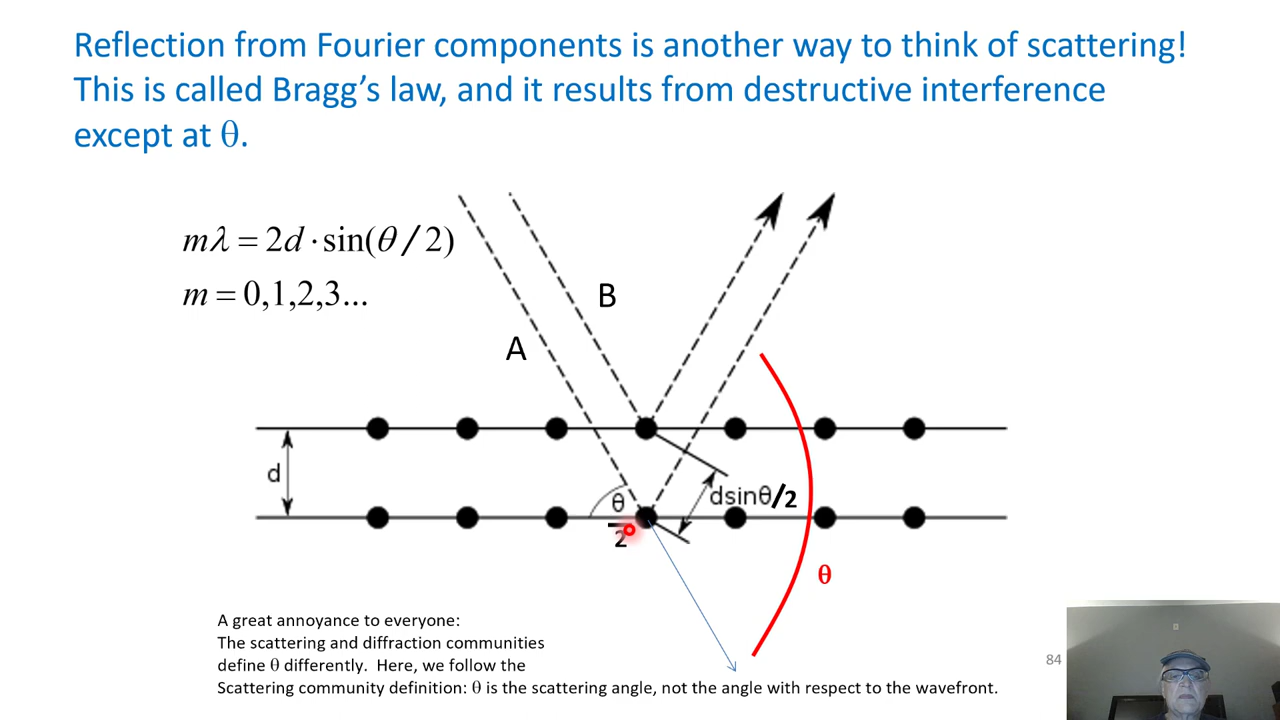 Reflection from Fourier components is another way to think of scattering!
This is called Bragg’s law, and it results from destructive interference
except at θ.
mλ = 2d · sin(θ / 2)
m = 0,1,2,3...
B
A
d
θ
2
dsinθ/2
θ
A great annoyance to everyone:
The scattering and diffraction communities
define θ differently.  Here, we follow the
Scattering community definition: θ is the scattering angle, not the angle with respect to the wavefront.
84